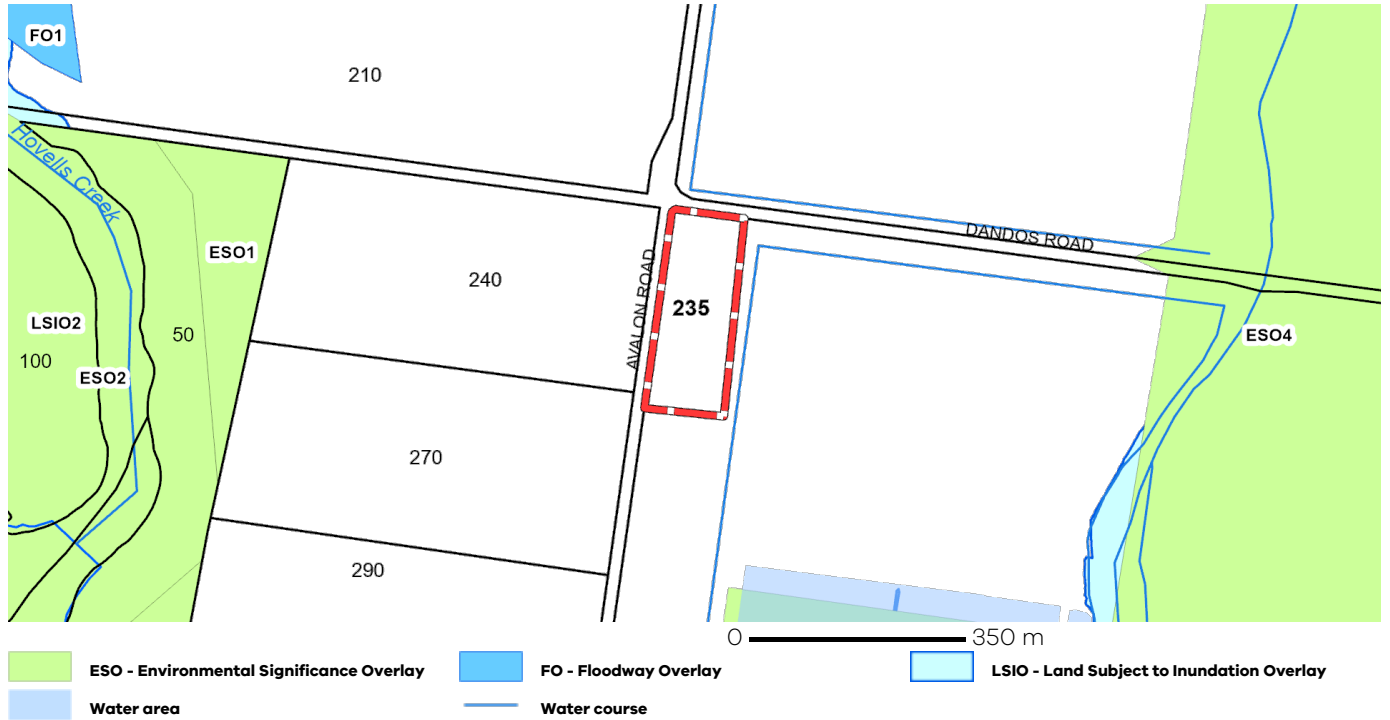 FO1
210
Hovells Creek
ESO1
DANDOS ROAD
240
AVALON ROAD
235
LSIO2
50
ESO4
100
ESO2
270
290
0 350 m
ESO - Environmental Significance Overlay
FO - Floodway Overlay
LSIO - Land Subject to Inundation Overlay
Water area
Water course